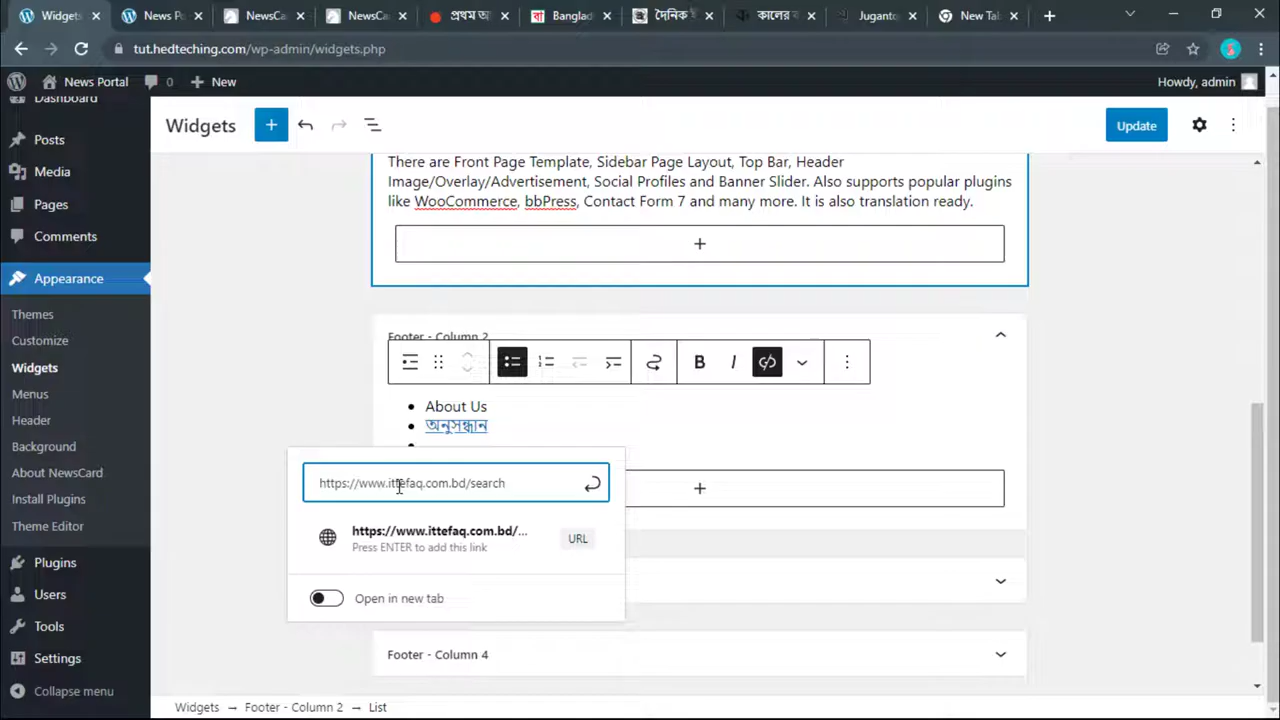 Widgets
News P
NewsCa
NewsCa
প্রথম আ
Banglad
দৈনিক ই
কালের ক
Juganto
New Ta
tut.hedteching.com/wp-admin/widgets.php
News Portal
0
New
Howdy, admin
Dashboard
Posts
Media
Pages
Comments
Appearance
Themes
Customize
Widgets
Menus
Header
Background
About NewsCard
Install Plugins
Theme Editor
Plugins
Users
Tools
Settings
Collapse menu
Widgets
Update
There are Front Page Template, Sidebar Page Layout, Top Bar, Header
Image/Overlay/Advertisement, Social Profiles and Banner Slider. Also supports popular plugins
like WooCommerce, bbPress, Contact Form 7 and many more. It is also translation ready.
Footer - Column 2
B I
About Us
অনুসন্ধান
https://www.ittefaq.com.bd/search
https://www.ittefaq.com.bd/...
Press ENTER to add this link
URL
Open in new tab
Footer - Column 4
Widgets → Footer - Column 2 → List